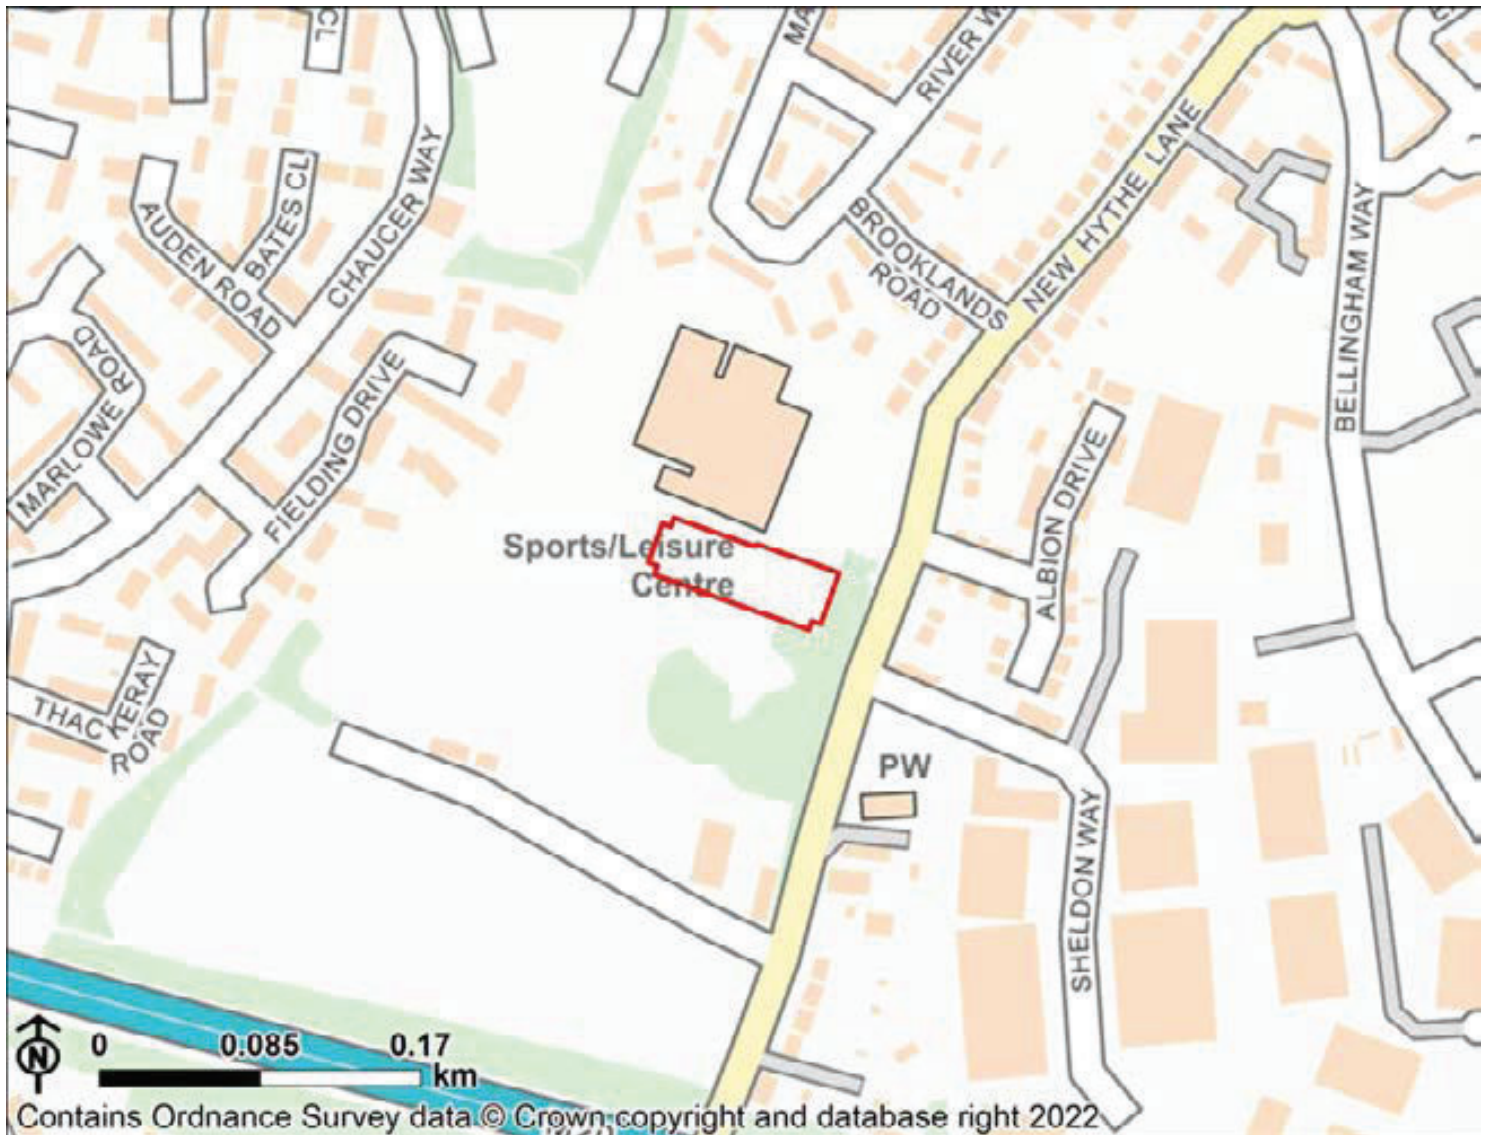 CL
MA
RIVER W
CHAUCER WAY
BATES CL
AUDEN ROAD
BROOKLANDS
ROAD
NEW HYTHE LANE
BELLINGHAM WAY
MARLOWE
ROAD
FIELDING DRIVE
ALBION DRIVE
Sports/Leisure
Centre
THAC
KERAY
ROAD
PW
SHELDON WAY
N
0 0.085 0.17
km
Contains Ordnance Survey data © Crown copyright and database right 2022